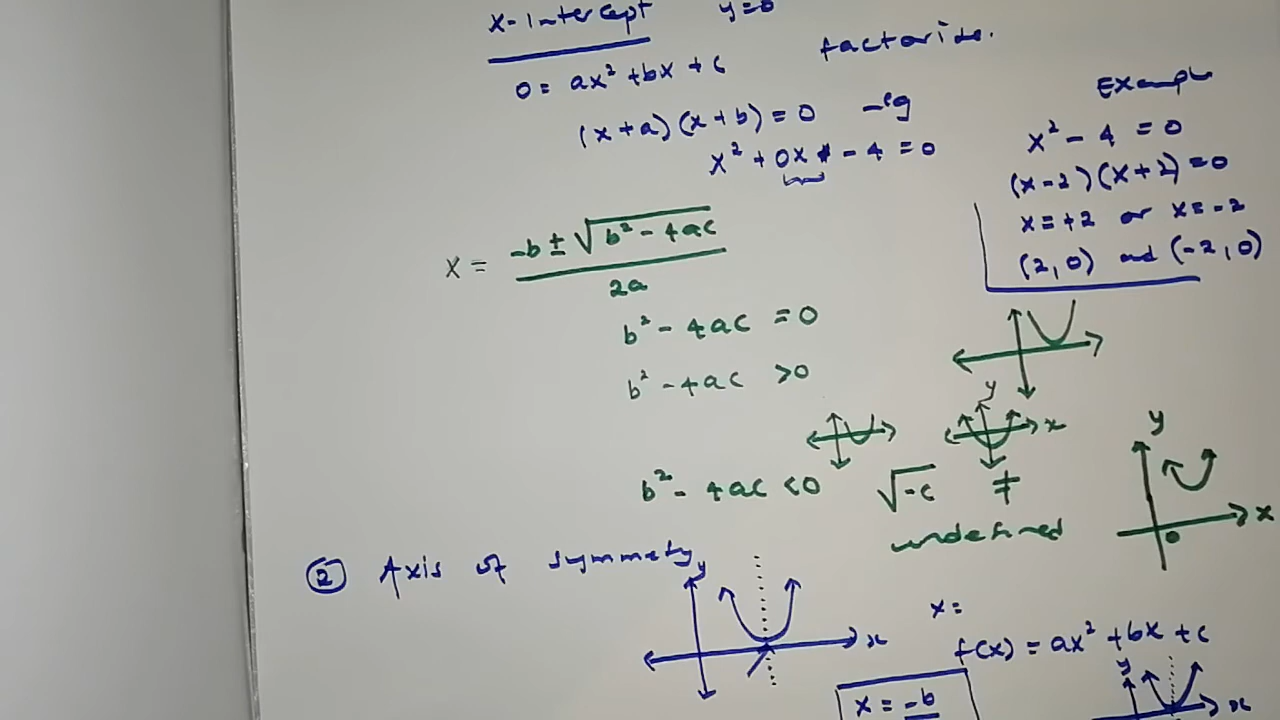 x-intercept y=0
factorise.
0 = ax² + bx + c
(x+a)(x+b) = 0 - eg
x² + 0x - 4 = 0
Example
x² - 4 = 0
(x-2)(x+2) = 0
x = +2 or x = -2
(2,0) and (-2,0)
x = -b ± √b² - 4ac
2a
b² - 4ac = 0
b² - 4ac > 0
y
x
b² - 4ac < 0 √-c ≠
undefined
y
x
0
② Axis of symmetry
y
x
x =
f(x) = ax² + bx + c
x = -b
y
x